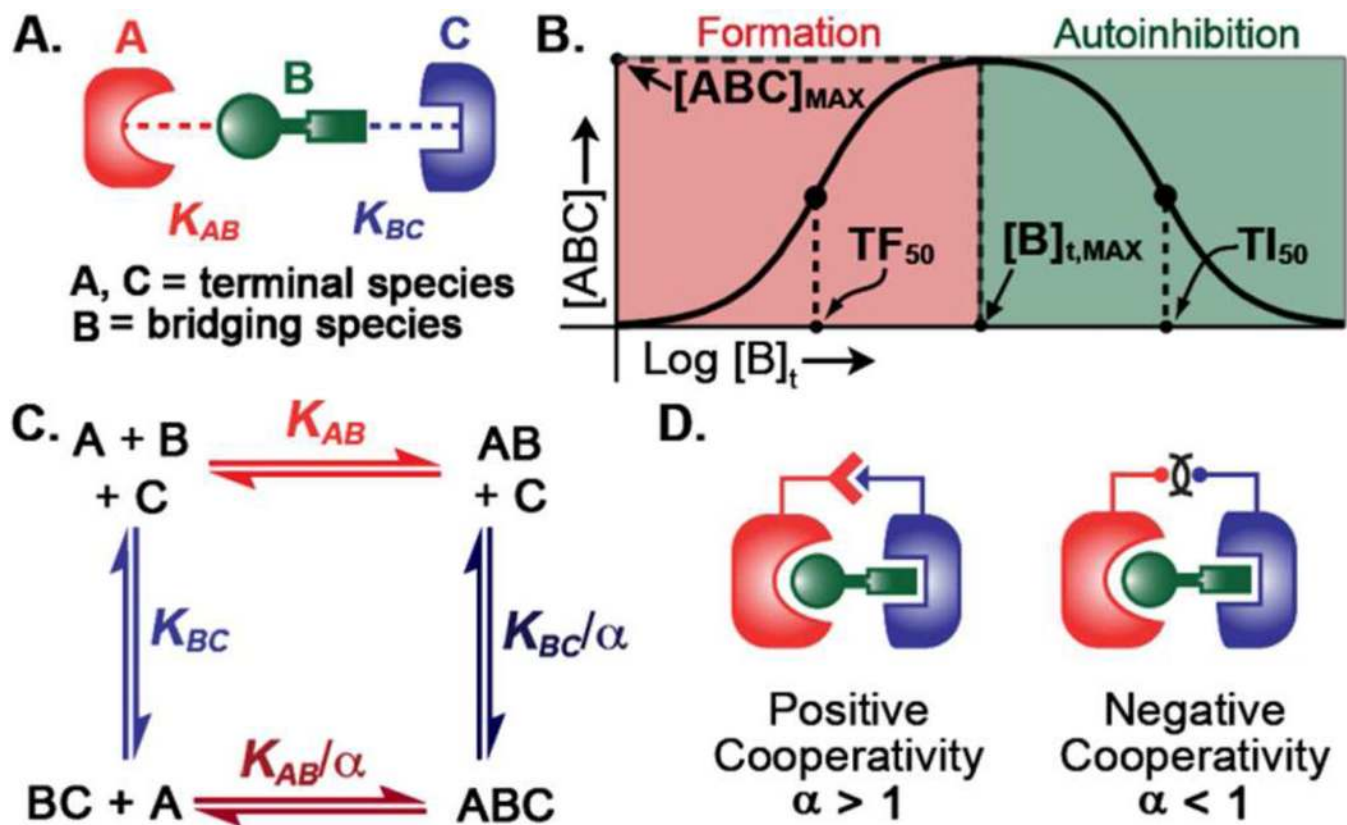 A.
A
B
C
K_AB
K_BC
A, C = terminal species
B = bridging species
B.
Formation
Autoinhibition
[ABC]MAX
[ABC]
TF50
[B]t,MAX
TI50
Log [B]t
C.
A + B
+ C
K_AB
AB
+ C
K_BC
K_BC/α
BC + A
K_AB/α
ABC
D.
Positive
Cooperativity
α > 1
Negative
Cooperativity
α < 1